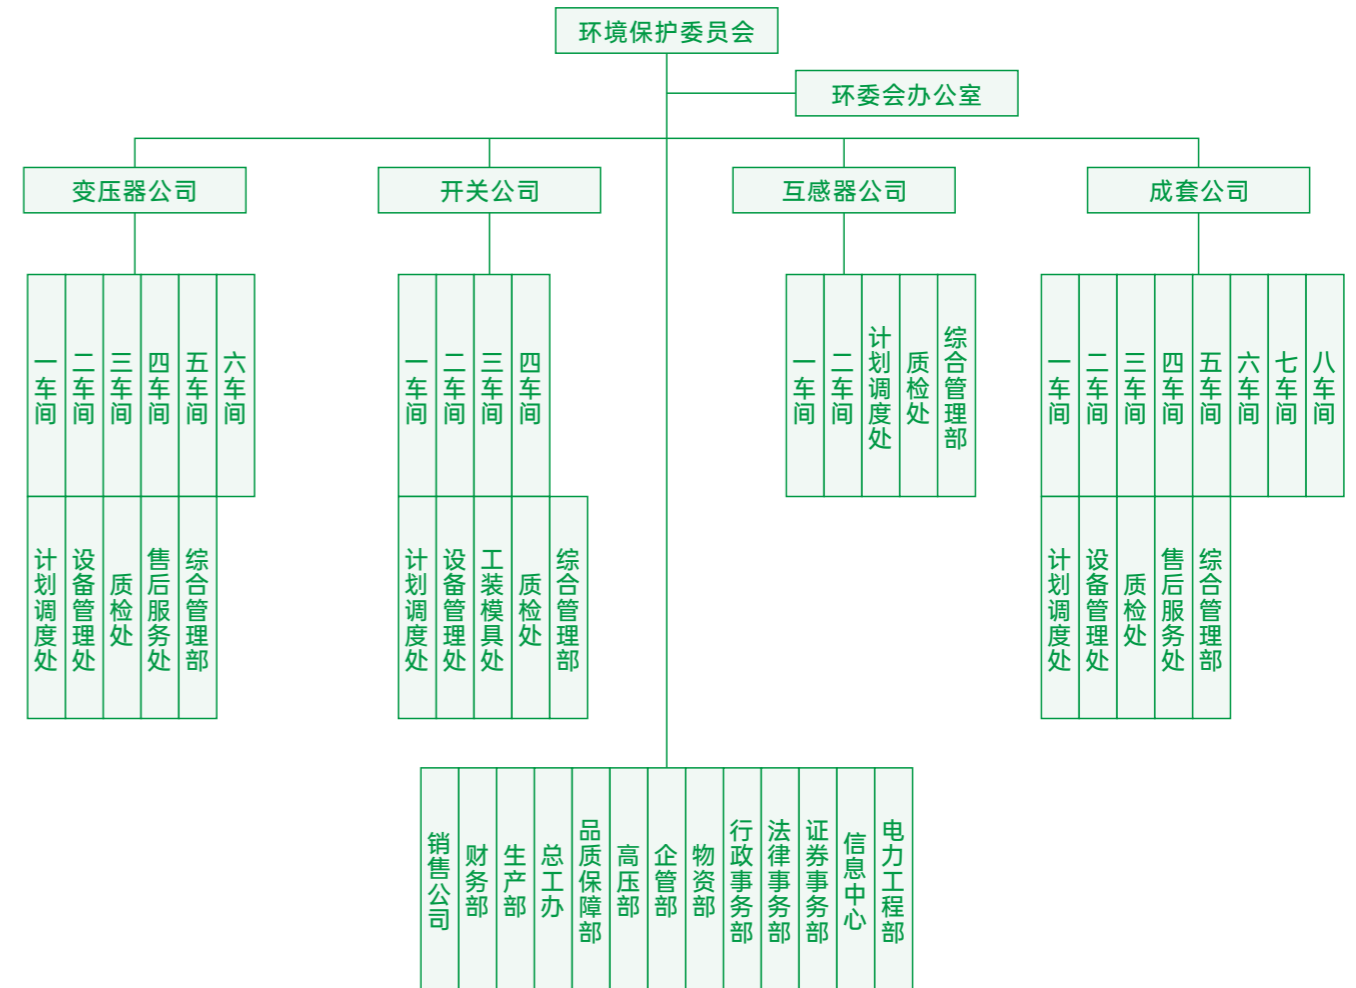 环境保护委员会
环委会办公室
变压器公司
开关公司
互感器公司
成套公司
一车间
二车间
三车间
四车间
五车间
六车间
计划调度处
设备管理处
质检处
售后服务处
综合管理部
一车间
二车间
三车间
四车间
计划调度处
设备管理处
工装模具处
质检处
综合管理部
一车间
二车间
计划调度处
质检处
综合管理部
一车间
二车间
三车间
四车间
五车间
六车间
七车间
八车间
计划调度处
设备管理处
质检处
售后服务处
综合管理部
销售公司
财务部
生产部
总工办
品质保障部
高压部
企管部
物资部
行政事务部
法律事务部
证券事务部
信息中心
电力工程部